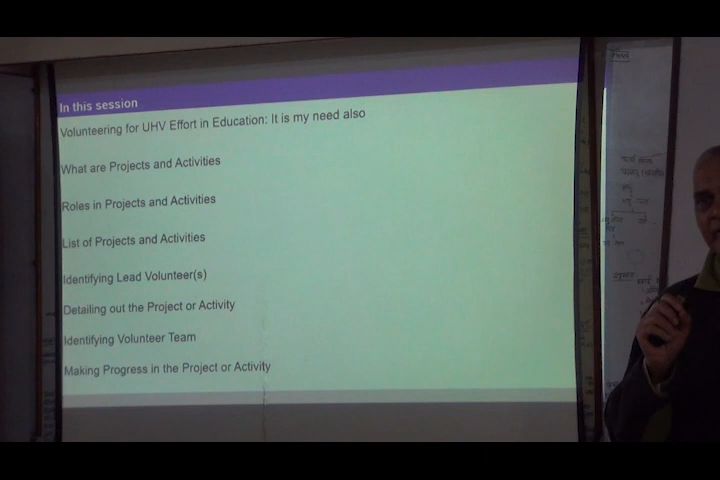 In this session
Volunteering for UHV Effort in Education: It is my need also
What are Projects and Activities
Roles in Projects and Activities
List of Projects and Activities
Identifying Lead Volunteer(s)
Detailing out the Project or Activity
Identifying Volunteer Team
Making Progress in the Project or Activity